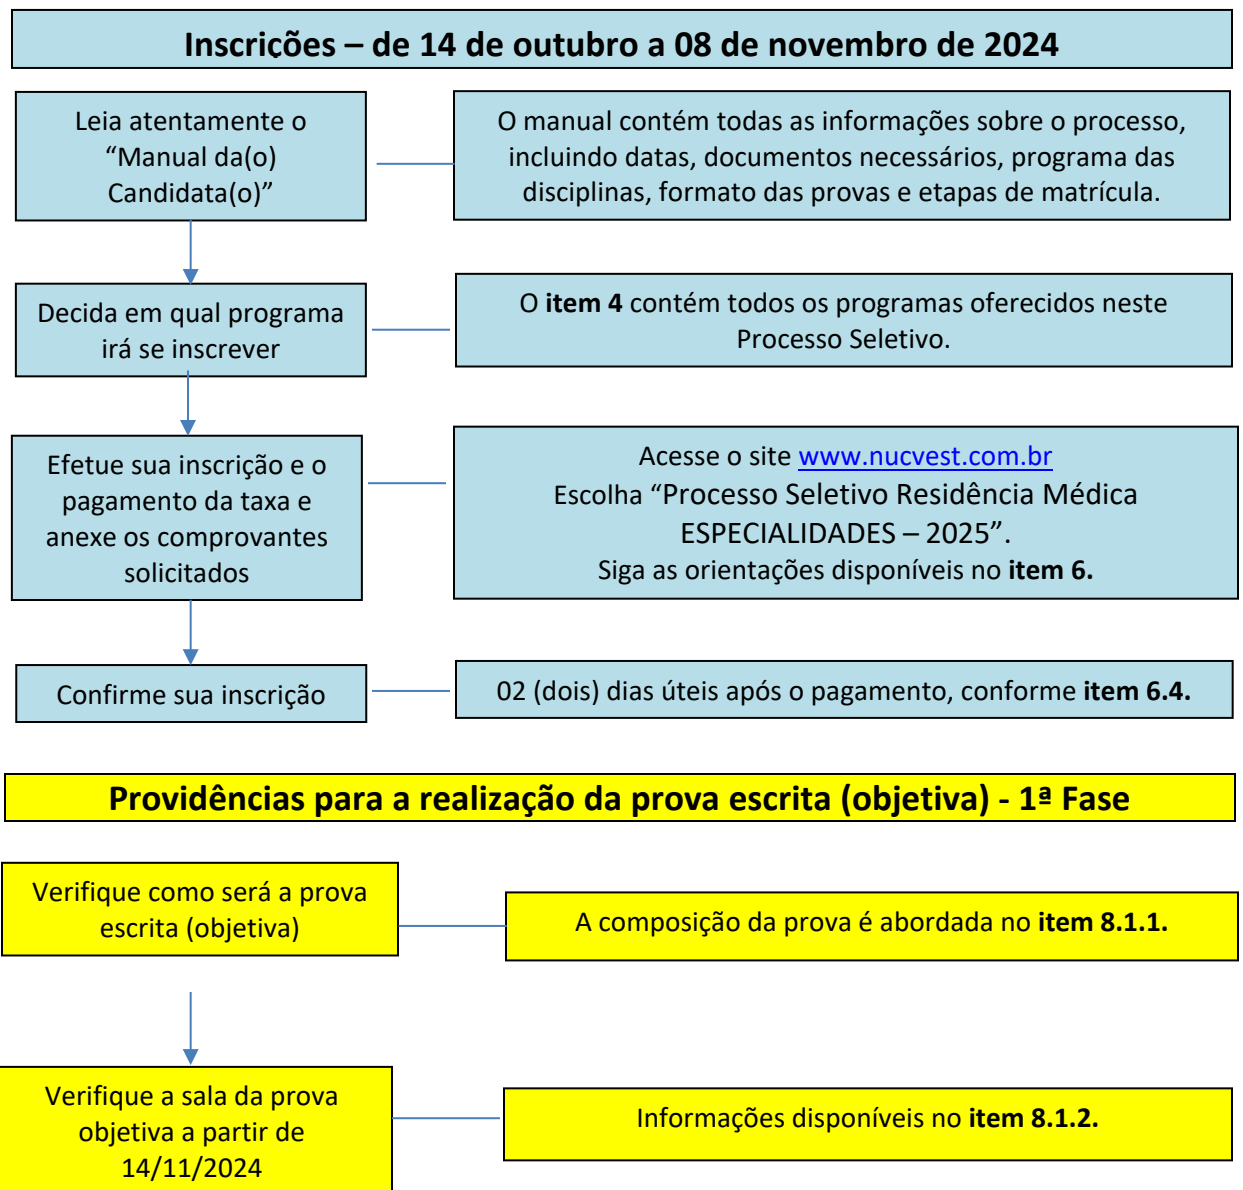 Inscrições – de 14 de outubro a 08 de novembro de 2024
Leia atentamente o
“Manual da(o)
Candidata(o)”
O manual contém todas as informações sobre o processo,
incluindo datas, documentos necessários, programa das
disciplinas, formato das provas e etapas de matrícula.
Decida em qual programa
irá se inscrever
O item 4 contém todos os programas oferecidos neste
Processo Seletivo.
Efetue sua inscrição e o
pagamento da taxa e
anexe os comprovantes
solicitados
Acesse o site www.nucvest.com.br
Escolha “Processo Seletivo Residência Médica
ESPECIALIDADES – 2025”.
Siga as orientações disponíveis no item 6.
Confirme sua inscrição
02 (dois) dias úteis após o pagamento, conforme item 6.4.
Providências para a realização da prova escrita (objetiva) - 1ª Fase
Verifique como será a prova
escrita (objetiva)
A composição da prova é abordada no item 8.1.1.
Verifique a sala da prova
objetiva a partir de
14/11/2024
Informações disponíveis no item 8.1.2.